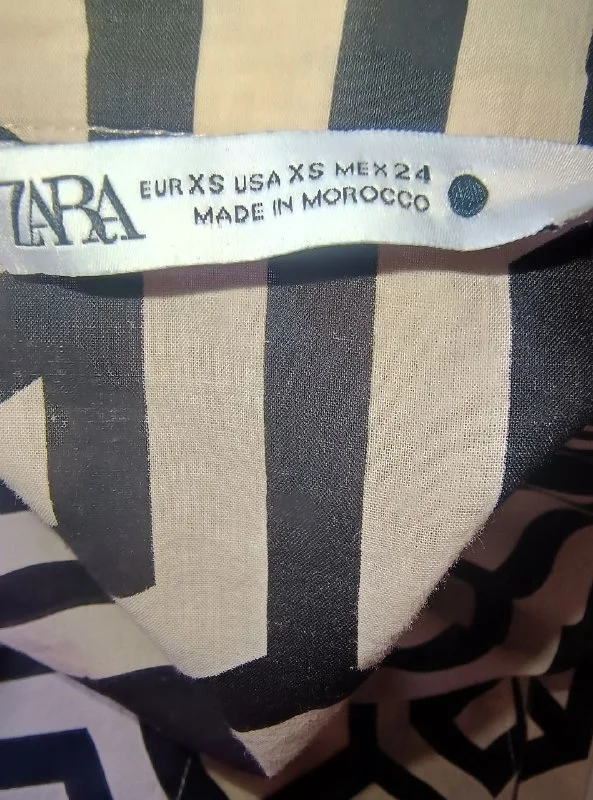 ZARA
EUR XS USA XS MEX 24
MADE IN MOROCCO